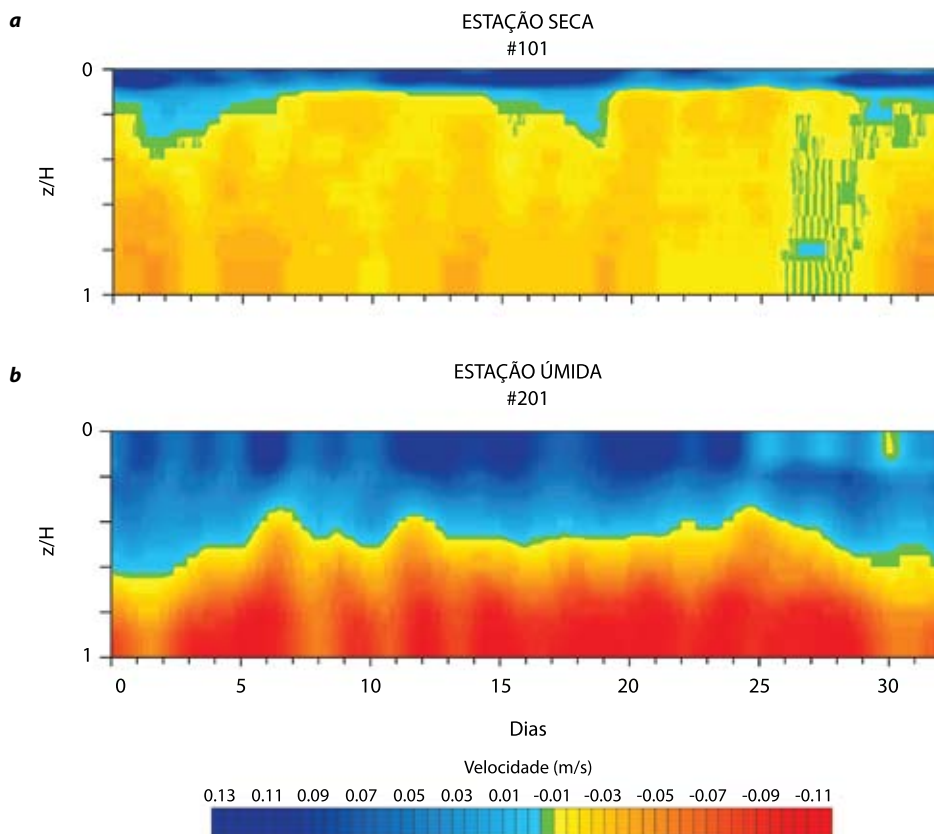 a
ESTAÇÃO SECA
#101
0
z/H
1
b
ESTAÇÃO ÚMIDA
#201
0
z/H
1
0 5 10 15 20 25 30
Dias
Velocidade (m/s)
0.13 0.11 0.09 0.07 0.05 0.03 0.01 -0.01 -0.03 -0.05 -0.07 -0.09 -0.11